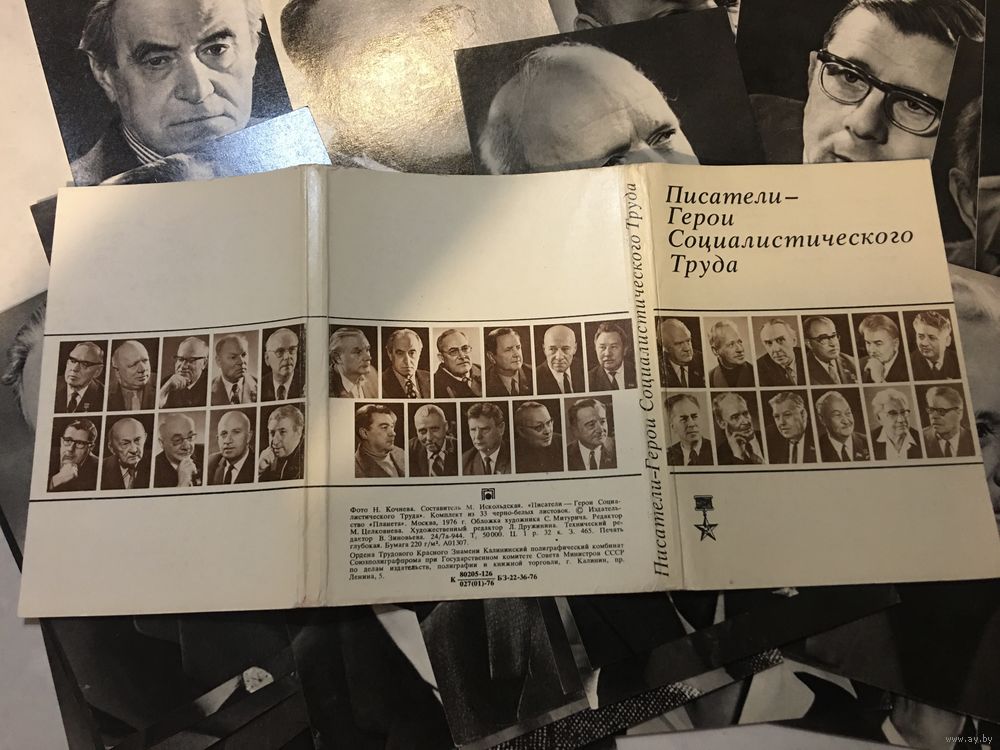 Писатели –
Герои
Социалистического
Труда
Писатели–Герои Социалистического Труда
Фото Н. Кочнева. Составитель М. Искольдская. «Писатели — Герои Социа-
листического Труда». Комплект из 33 черно-белых листовок. © Издатель-
ство «Планета». Москва, 1976 г. Обложка художника С. Митурича. Редактор
М. Целковнева. Художественный редактор Л. Дружинина. Технический ре-
дактор В. Зиновьева. 24/7а-944. Т. 50000. Ц. 1 р. 32 к. З. 465. Печать
глубокая. Бумага 220 г/м². А01307.
Ордена Трудового Красного Знамени Калининский полиграфический комбинат
Союзполиграфпрома при Государственном комитете Совета Министров СССР
по делам издательств, полиграфии и книжной торговли, г. Калинин, пр.
Ленина, 5.
К 80205-126
027(01)-76 БЗ-22-36-76
www.ay.by